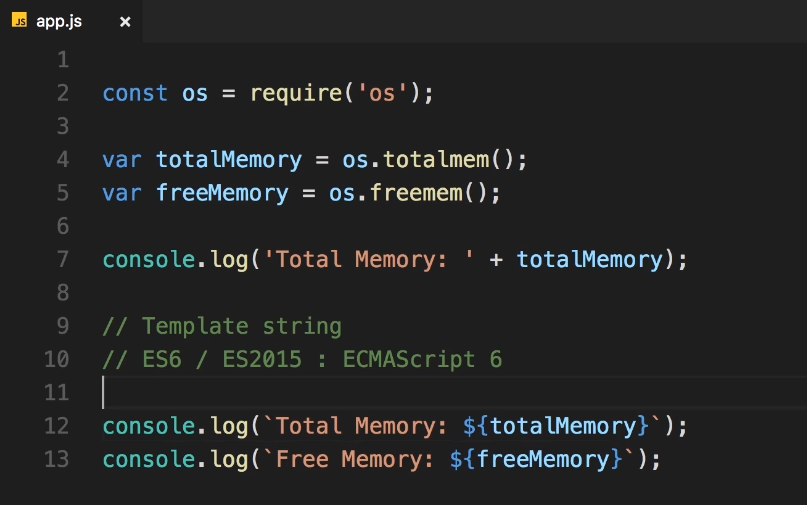 JS app.js ×
1
2 const os = require('os');
3
4 var totalMemory = os.totalmem();
5 var freeMemory = os.freemem();
6
7 console.log('Total Memory: ' + totalMemory);
8
9 // Template string
10 // ES6 / ES2015 : ECMAScript 6
11
12 console.log(`Total Memory: ${totalMemory}`);
13 console.log(`Free Memory: ${freeMemory}`);